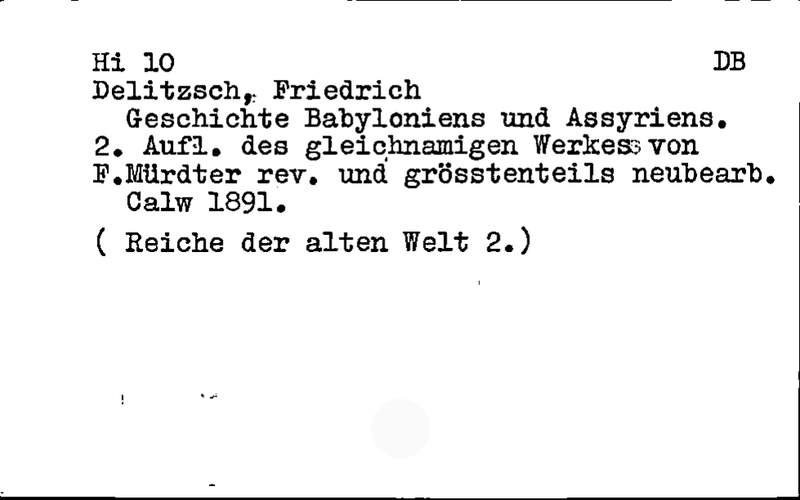 Hi 10 DB
Delitzsch, Friedrich
Geschichte Babyloniens und Assyriens.
2. Aufl. des gleichnamigen Werkes von
F.Mürdter rev. und grösstenteils neubearb.
Calw 1891.
( Reiche der alten Welt 2.)